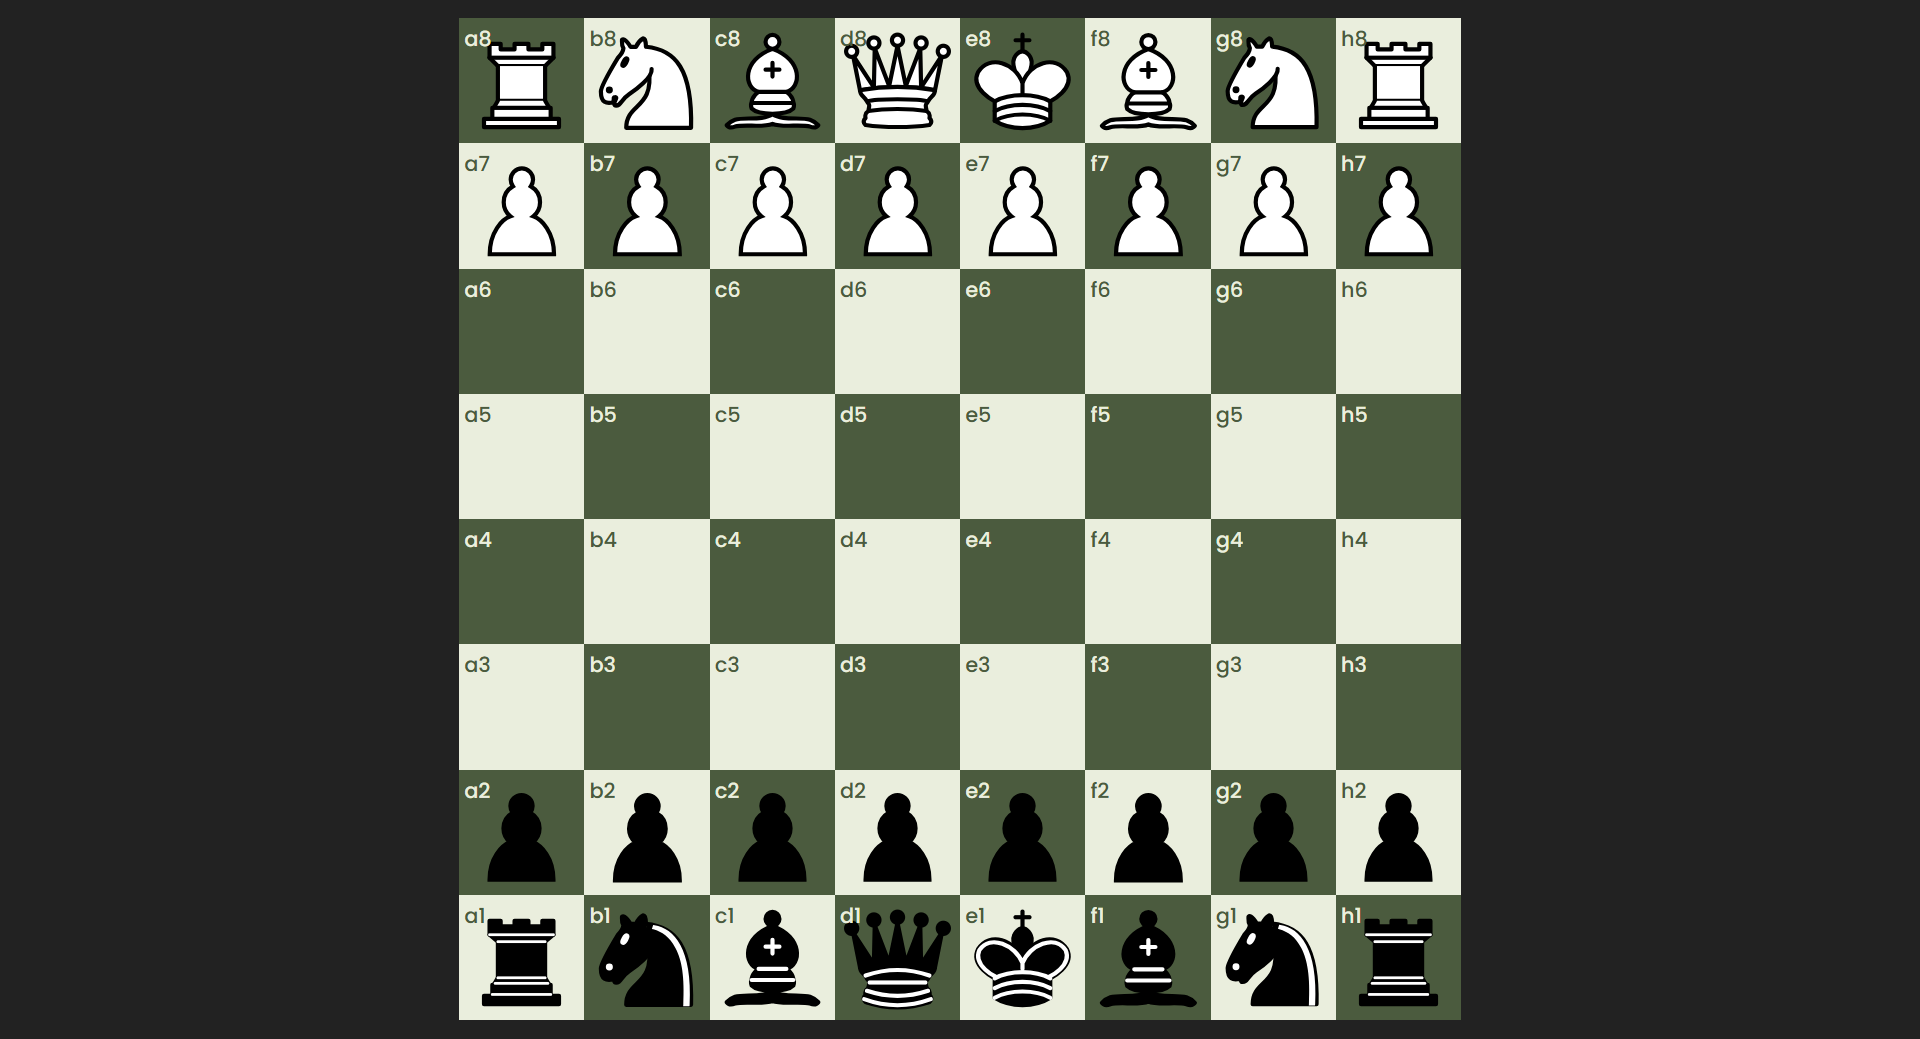 a8 b8 c8 d8 e8 f8 g8 h8
a7 b7 c7 d7 e7 f7 g7 h7
a6 b6 c6 d6 e6 f6 g6 h6
a5 b5 c5 d5 e5 f5 g5 h5
a4 b4 c4 d4 e4 f4 g4 h4
a3 b3 c3 d3 e3 f3 g3 h3
a2 b2 c2 d2 e2 f2 g2 h2
a1 b1 c1 d1 e1 f1 g1 h1